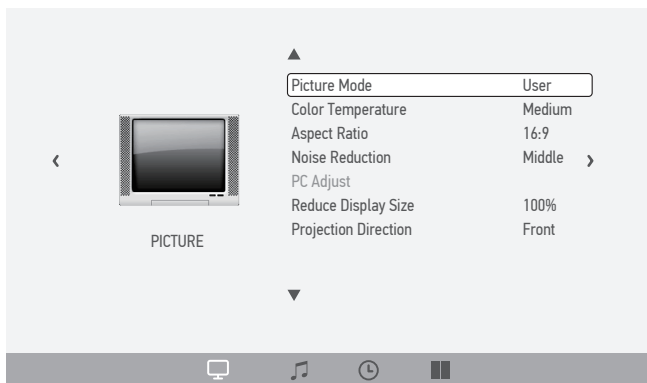 Picture Mode User
Color Temperature Medium
Aspect Ratio 16:9
Noise Reduction Middle
PC Adjust
Reduce Display Size 100%
Projection Direction Front
PICTURE